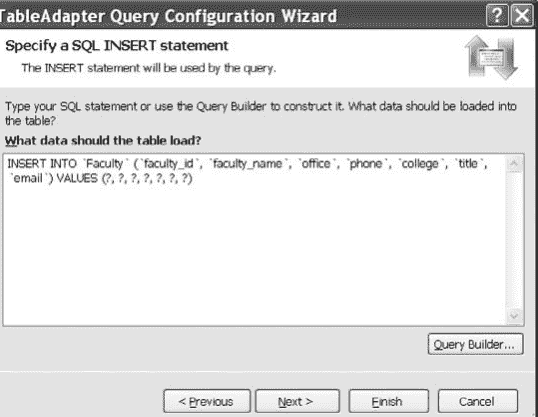 TableAdapter Query Configuration Wizard
Specify a SQL INSERT statement
The INSERT statement will be used by the query.
Type your SQL statement or use the Query Builder to construct it. What data should be loaded into
the table?
What data should the table load?
INSERT INTO `Faculty` (`faculty_id`, `faculty_name`, `office`, `phone`, `college`, `title`,
`email`) VALUES (?, ?, ?, ?, ?, ?, ?)
Query Builder...
< Previous
Next >
Finish
Cancel